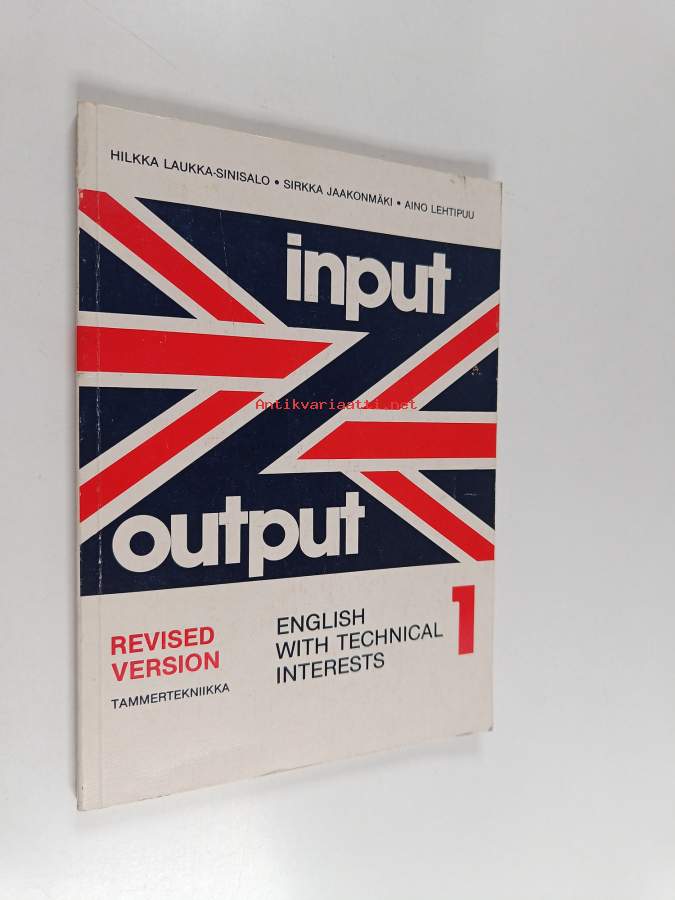 HILKKA LAUKKA-SINISALO • SIRKKA JAAKONMÄKI • AINO LEHTIPUU
input
Antikvariaatti.net
output
REVISED
VERSION
TAMMERTEKNIIKKA
ENGLISH
WITH TECHNICAL
INTERESTS
1